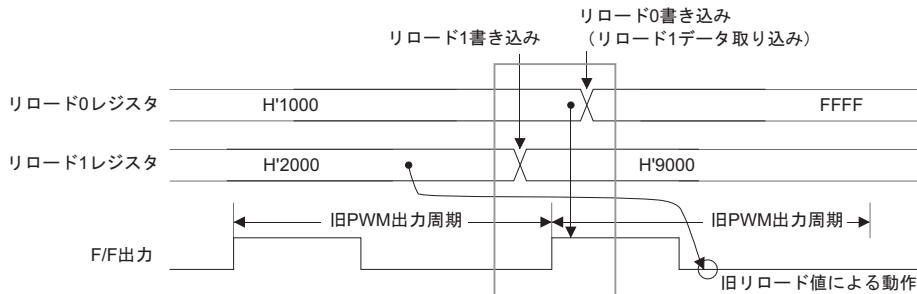 リロード0書き込み
（リロード1データ取り込み）
リロード1書き込み
リロード0レジスタ
H'1000
FFFF
リロード1レジスタ
H'2000
H'9000
旧PWM出力周期
旧PWM出力周期
F/F出力
旧リロード値による動作